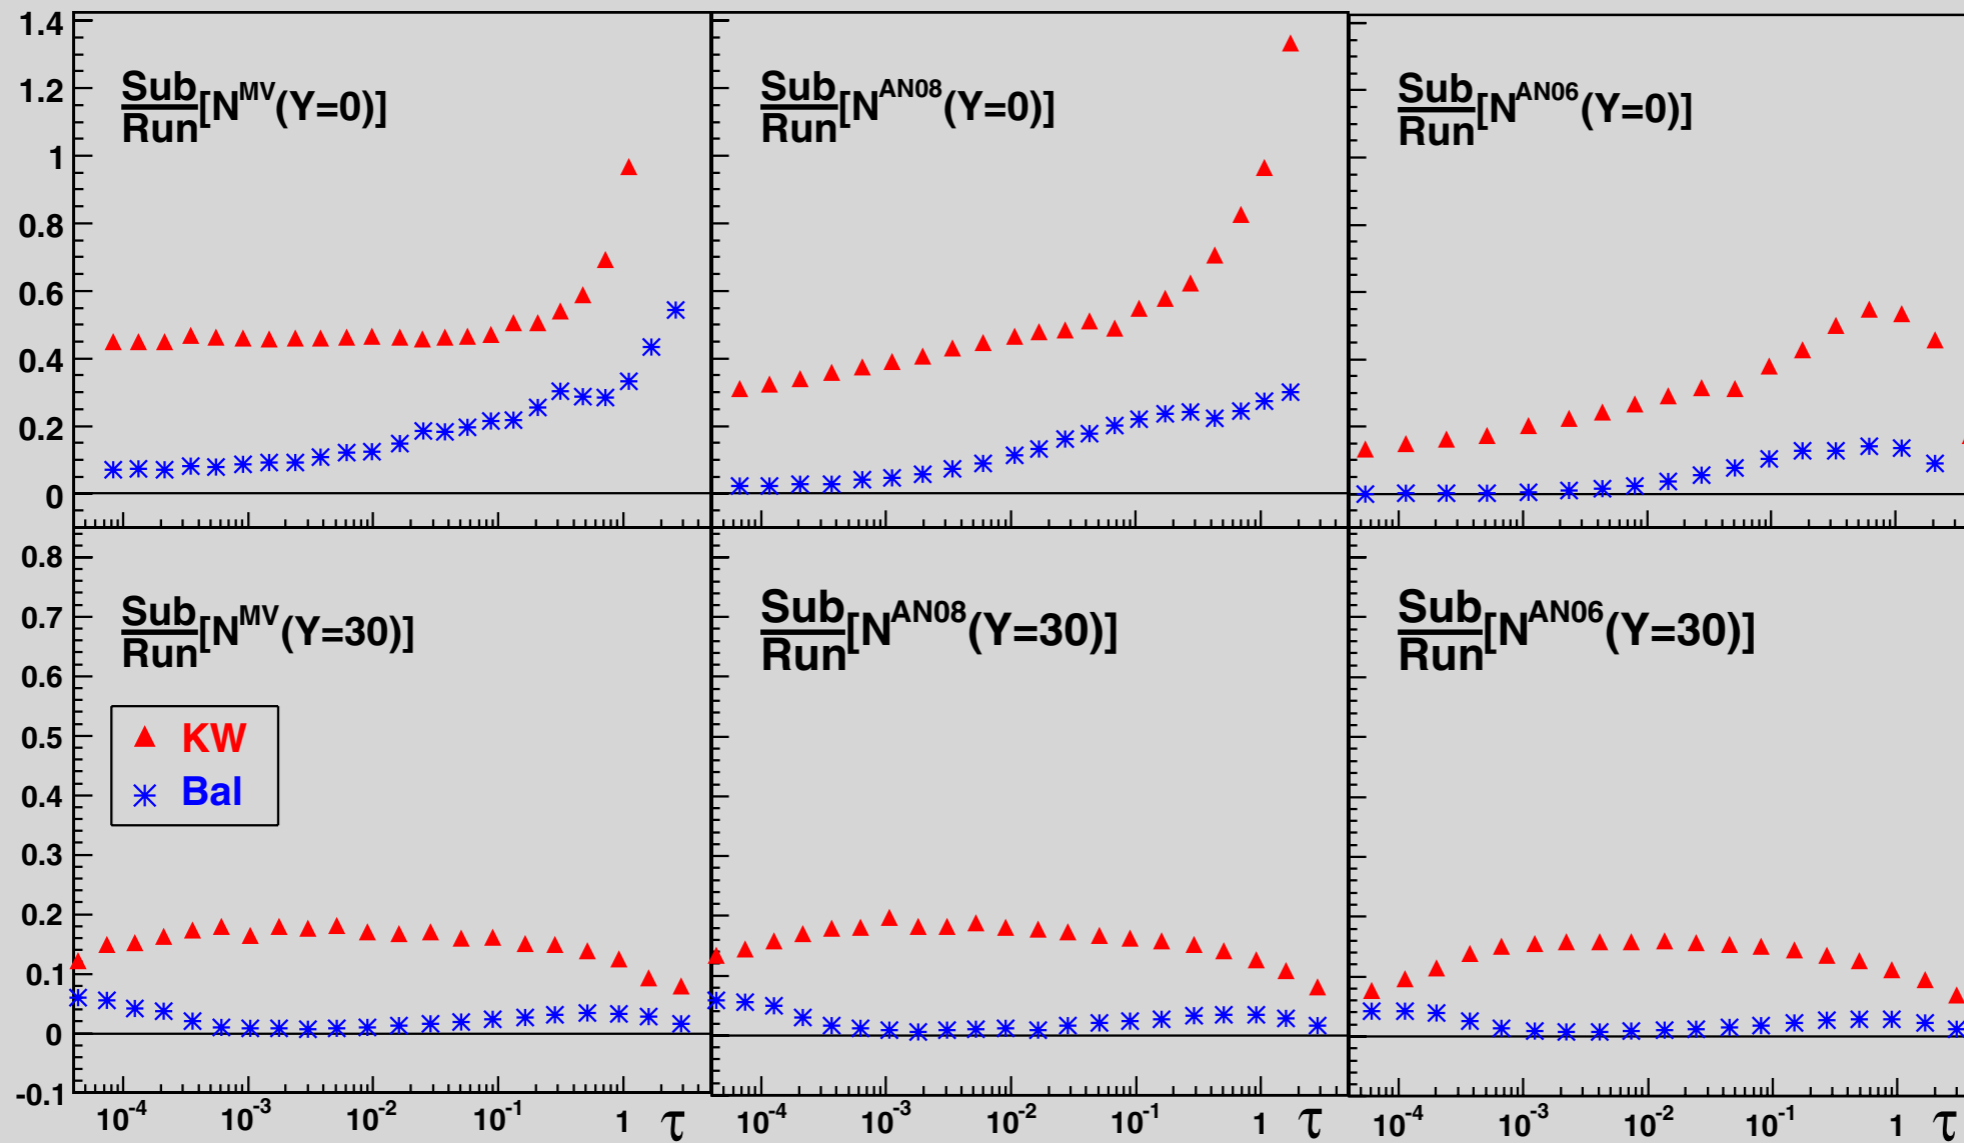 1.4
1.2
1
0.8
0.6
0.4
0.2
0
Sub
Run [N^MV(Y=0)]
Sub
Run [N^AN08(Y=0)]
Sub
Run [N^AN06(Y=0)]
0.8
0.7
0.6
0.5
0.4
0.3
0.2
0.1
0
-0.1
Sub
Run [N^MV(Y=30)]
KW
Bal
Sub
Run [N^AN08(Y=30)]
Sub
Run [N^AN06(Y=30)]
10^-4 10^-3 10^-2 10^-1 1 τ
10^-4 10^-3 10^-2 10^-1 1 τ
10^-4 10^-3 10^-2 10^-1 1 τ